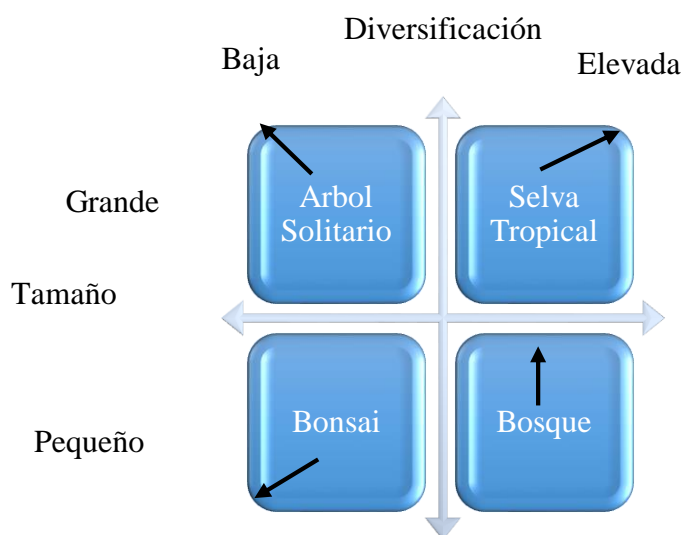 Diversificación
Baja
Elevada
Grande
Arbol
Solitario
Selva
Tropical
Tamaño
Pequeño
Bonsai
Bosque